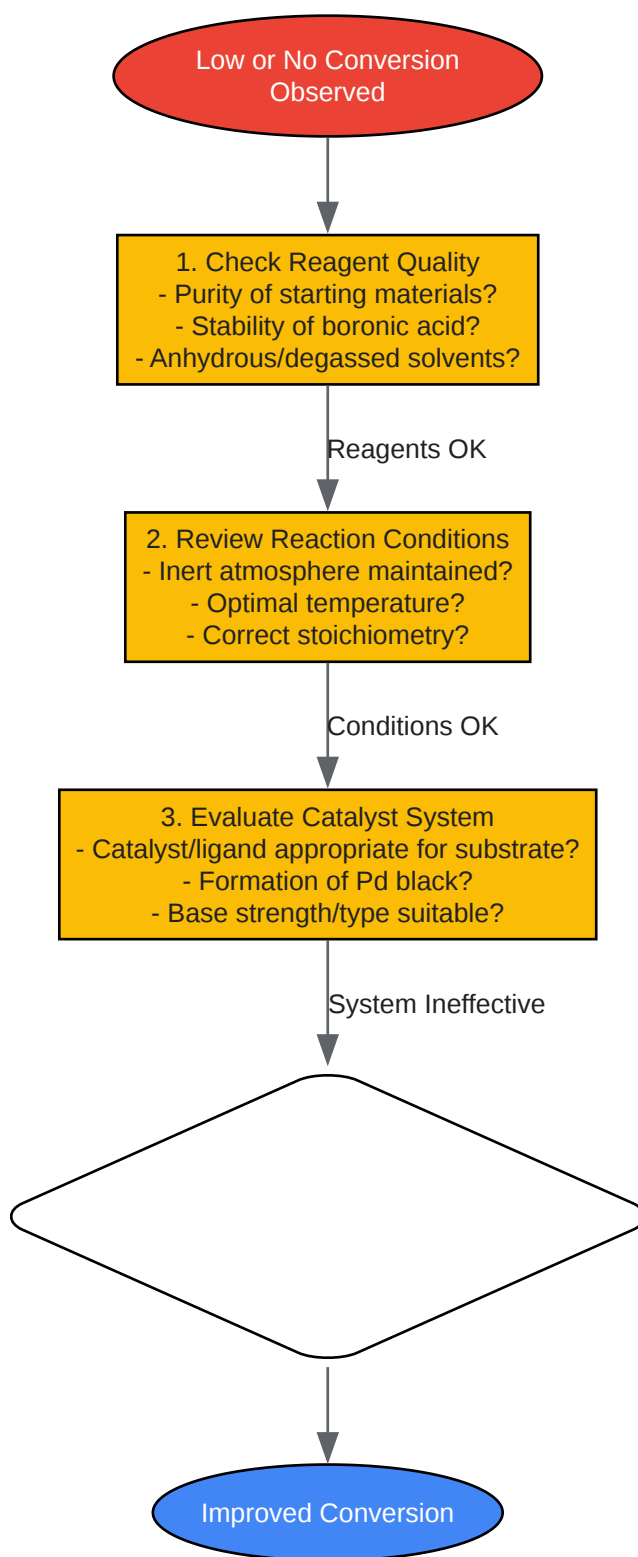 Low or No Conversion
Observed
1. Check Reagent Quality
- Purity of starting materials?
- Stability of boronic acid?
- Anhydrous/degassed solvents?
Reagents OK
2. Review Reaction Conditions
- Inert atmosphere maintained?
- Optimal temperature?
- Correct stoichiometry?
Conditions OK
3. Evaluate Catalyst System
- Catalyst/ligand appropriate for substrate?
- Formation of Pd black?
- Base strength/type suitable?
System Ineffective
Improved Conversion